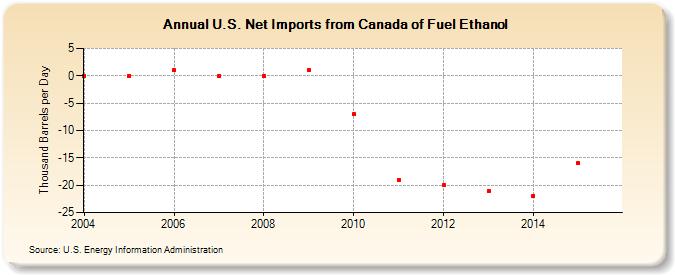 Annual U.S. Net Imports from Canada of Fuel Ethanol
Thousand Barrels per Day
5
0
-5
-10
-15
-20
-25
2004 2006 2008 2010 2012 2014
Source: U.S. Energy Information Administration